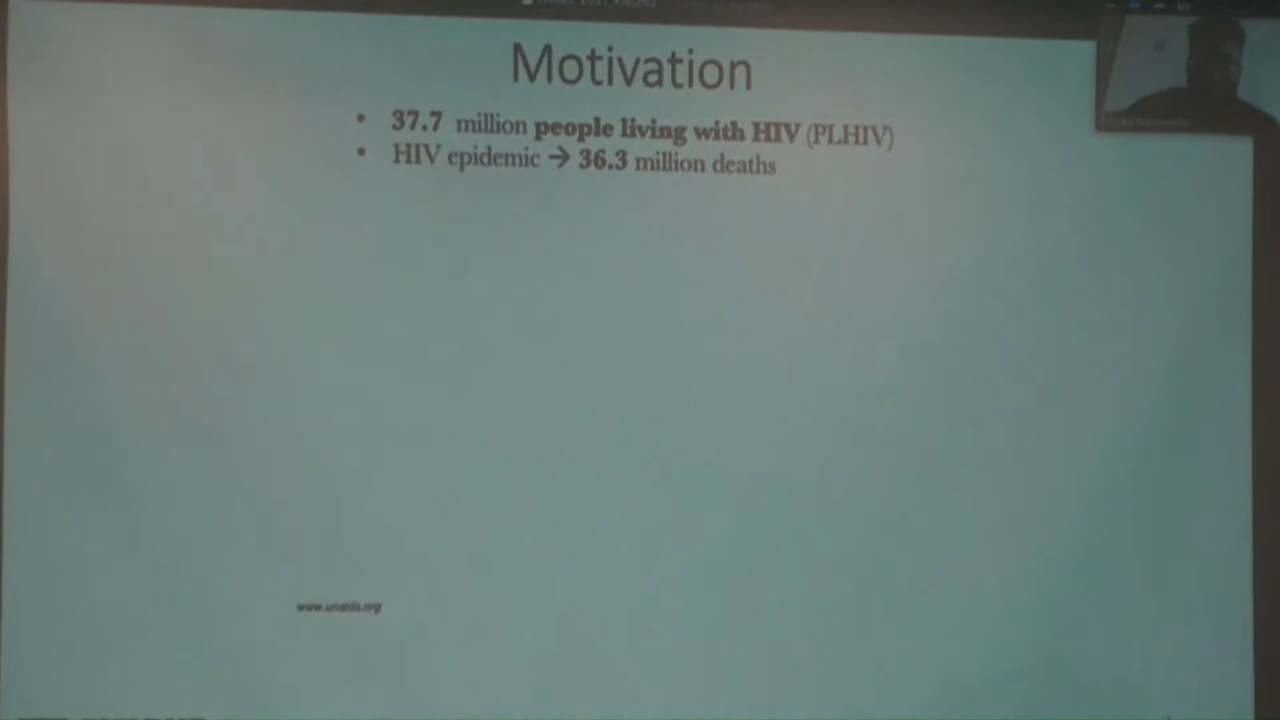 Motivation
• 37.7 million people living with HIV (PLHIV)
• HIV epidemic → 36.3 million deaths
www.unaids.org